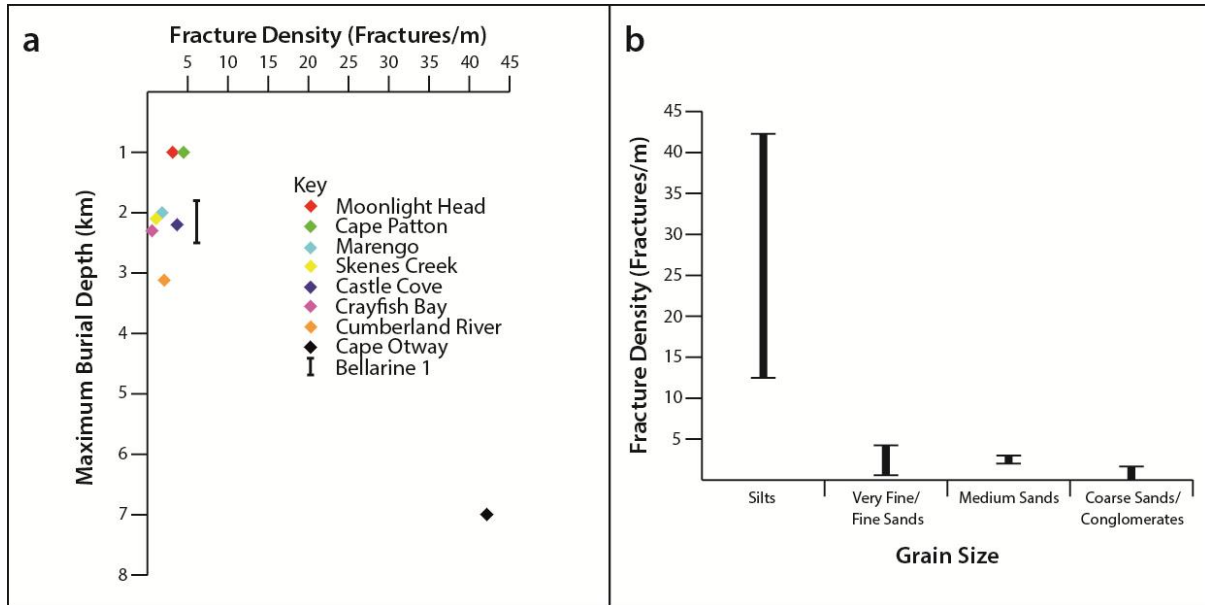 a
Fracture Density (Fractures/m)
5 10 15 20 25 30 35 40 45
Maximum Burial Depth (km)
1
2
3
4
5
6
7
8
Key
Moonlight Head
Cape Patton
Marengo
Skenes Creek
Castle Cove
Crayfish Bay
Cumberland River
Cape Otway
Bellarine 1
b
Fracture Density (Fractures/m)
45
40
35
30
25
20
15
10
5
Silts
Very Fine/
Fine Sands
Medium Sands
Coarse Sands/
Conglomerates
Grain Size